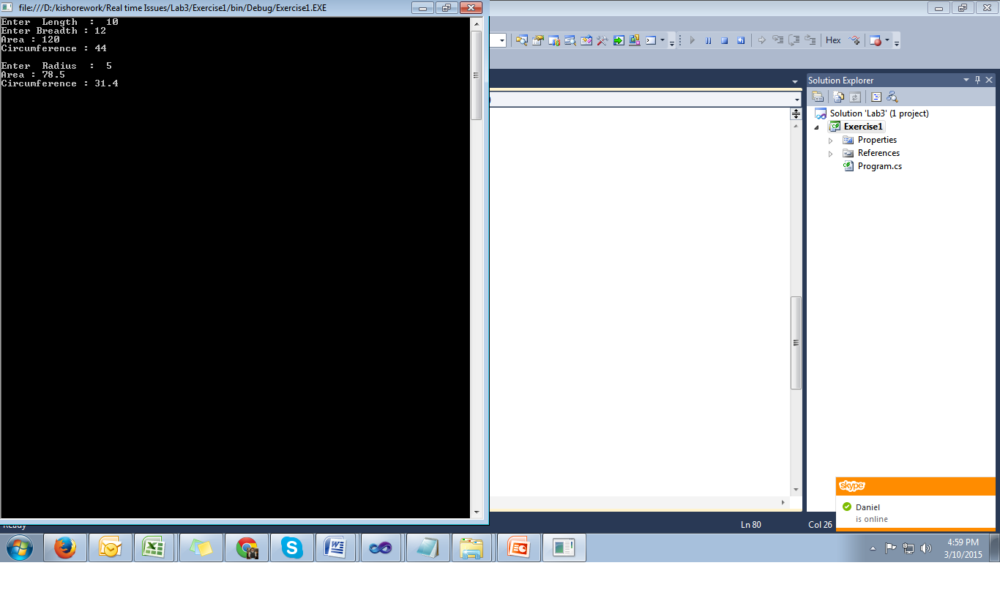 file:///D:/kishorework/Real time Issues/Lab3/Exercise1/bin/Debug/Exercise1.EXE
Enter  Length  :  10
Enter Breadth : 12
Area : 120
Circumference : 44
Enter  Radius  :  5
Area : 78.5
Circumference : 31.4
Hex
Solution Explorer
Solution 'Lab3' (1 project)
Exercise1
Properties
References
Program.cs
skype
Daniel
is online
Ready
Ln 80
Col 26
4:59 PM
3/10/2015